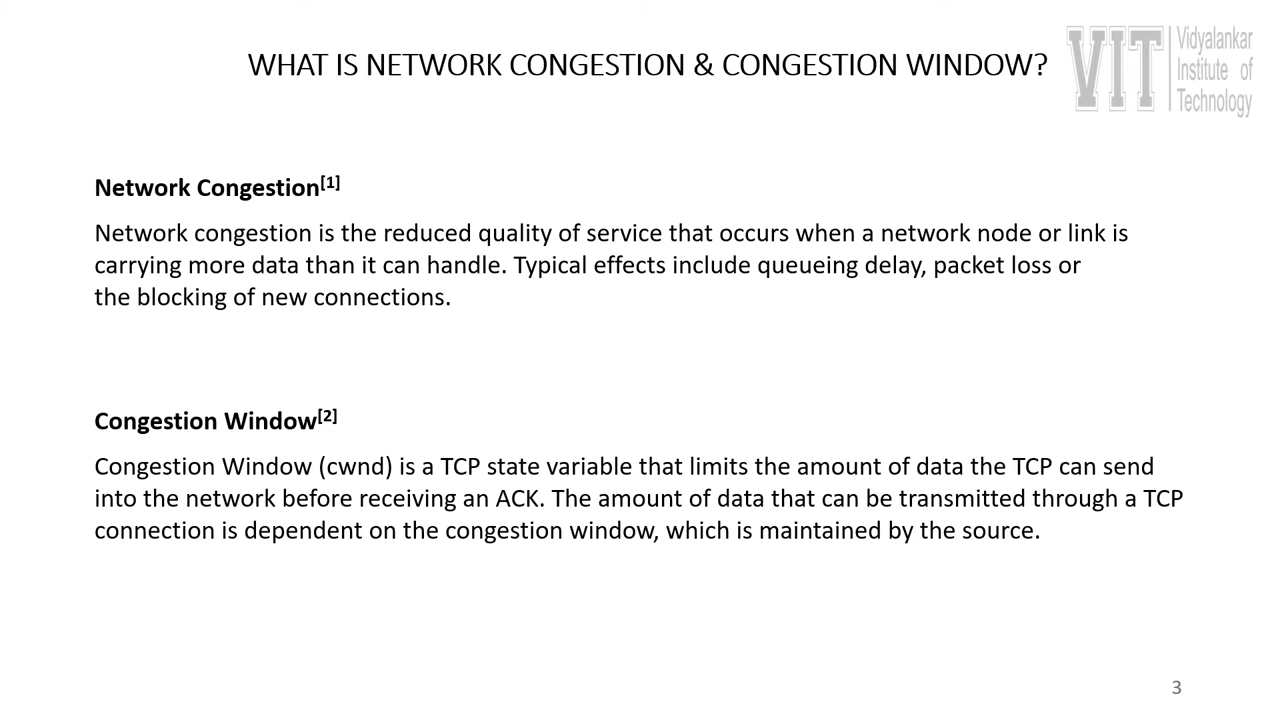 WHAT IS NETWORK CONGESTION & CONGESTION WINDOW?
VIT
Vidyalankar
Institute of
Technology
Network Congestion[1]
Network congestion is the reduced quality of service that occurs when a network node or link is
carrying more data than it can handle. Typical effects include queueing delay, packet loss or
the blocking of new connections.
Congestion Window[2]
Congestion Window (cwnd) is a TCP state variable that limits the amount of data the TCP can send
into the network before receiving an ACK. The amount of data that can be transmitted through a TCP
connection is dependent on the congestion window, which is maintained by the source.
3